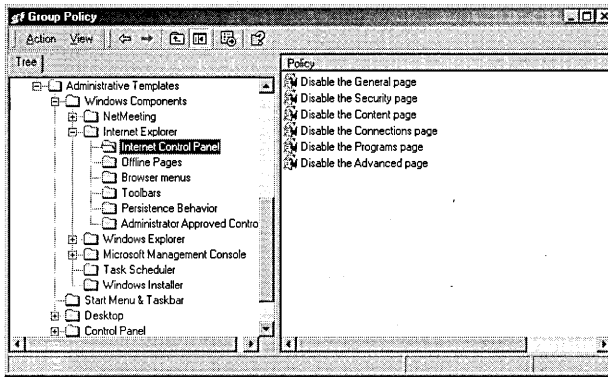 Group Policy
Action View
Tree
Policy
Administrative Templates
Windows Components
NetMeeting
Internet Explorer
Internet Control Panel
Offline Pages
Browser menus
Toolbars
Persistence Behavior
Administrator Approved Contro
Windows Explorer
Microsoft Management Console
Task Scheduler
Windows Installer
Start Menu & Taskbar
Desktop
Control Panel
Disable the General page
Disable the Security page
Disable the Content page
Disable the Connections page
Disable the Programs page
Disable the Advanced page